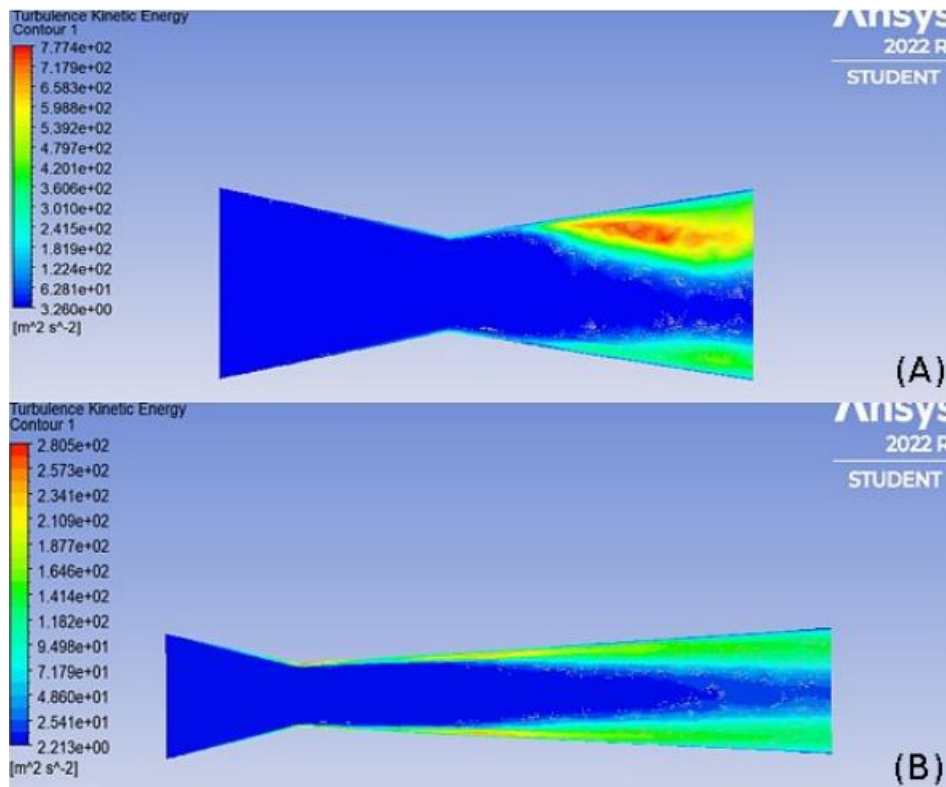 Turbulence Kinetic Energy
Contour 1
7.774e+02
7.179e+02
6.583e+02
5.988e+02
5.392e+02
4.797e+02
4.201e+02
3.606e+02
3.010e+02
2.415e+02
1.819e+02
1.224e+02
6.281e+01
3.260e+00
[m^2 s^-2]
Ansys
2022 R
STUDENT
(A)
Turbulence Kinetic Energy
Contour 1
2.805e+02
2.573e+02
2.341e+02
2.109e+02
1.877e+02
1.646e+02
1.414e+02
1.182e+02
9.498e+01
7.179e+01
4.860e+01
2.541e+01
2.213e+00
[m^2 s^-2]
Ansys
2022 R
STUDENT
(B)